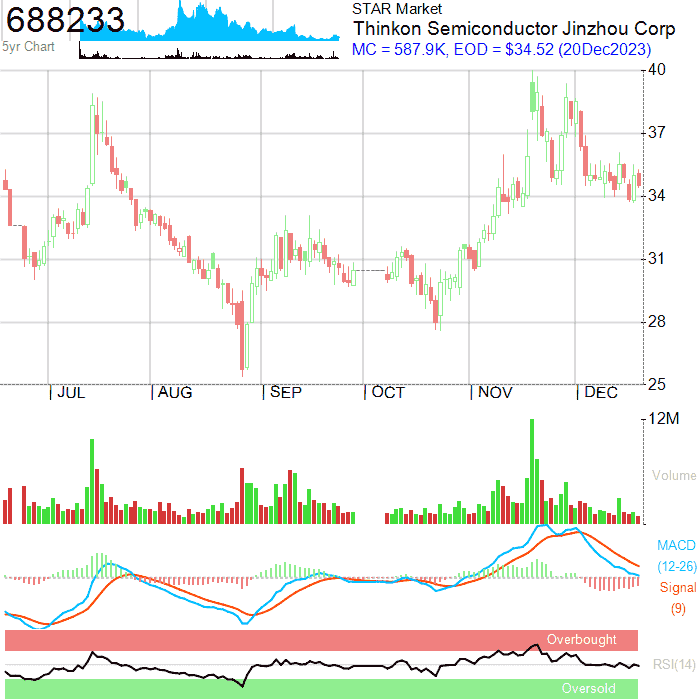 688233
5yr Chart
STAR Market
Thinkon Semiconductor Jinzhou Corp
MC = 587.9K, EOD = $34.52 (20Dec2023)
40
37
34
31
28
25
JUL AUG SEP OCT NOV DEC
12M
Volume
MACD
(12-26)
Signal
(9)
Overbought
RSI(14)
Oversold